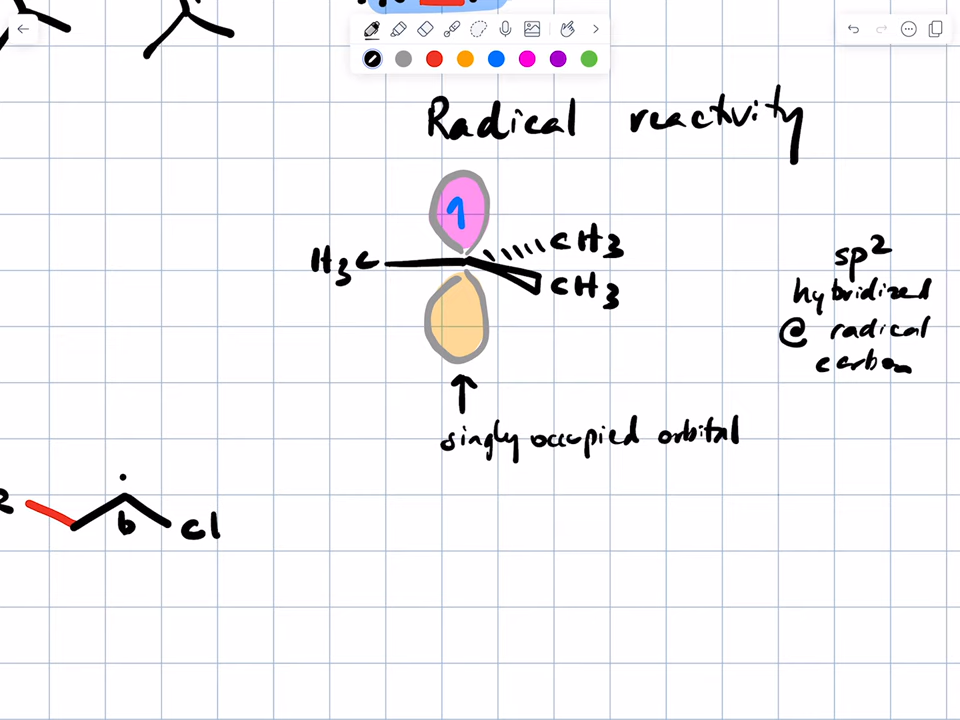 Radical reactivity
1
H3C
CH3
CH3
sp2
hybridized
@ radical
carbon
singly occupied orbital
b
Cl